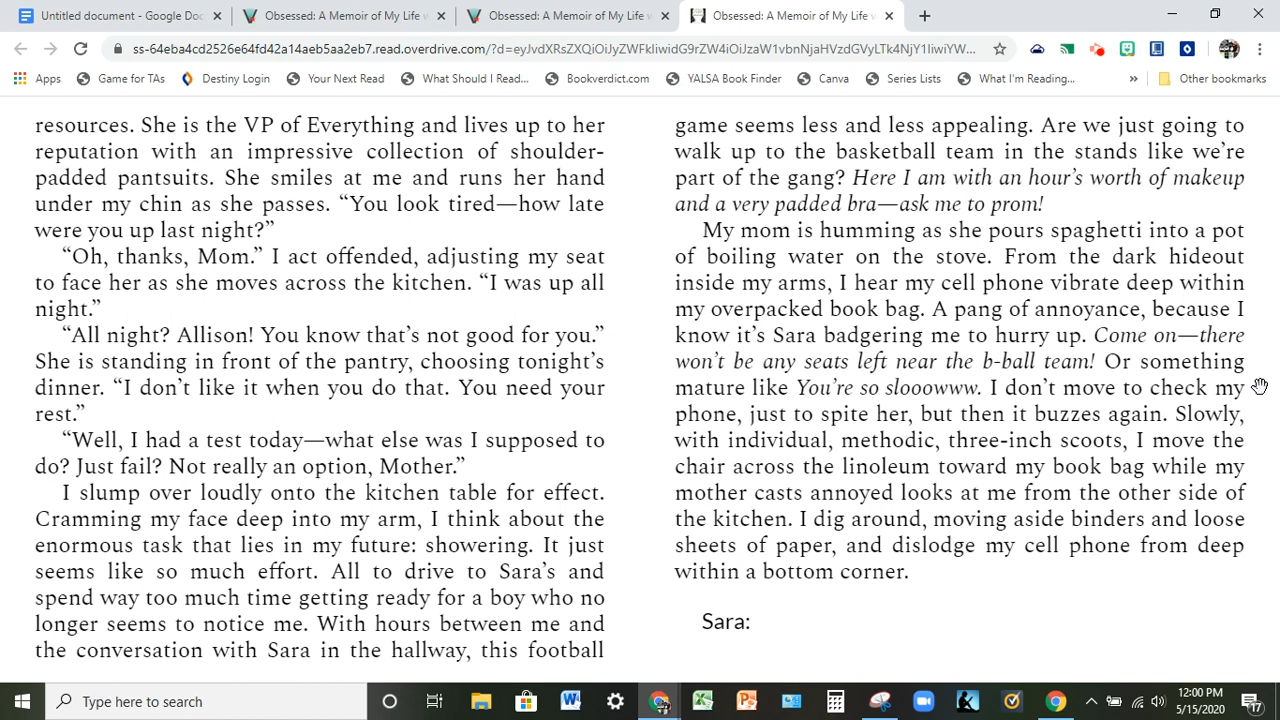 Untitled document - Google Doc
Obsessed: A Memoir of My Life w
Obsessed: A Memoir of My Life w
Obsessed: A Memoir of My Life w
ss-64eba4cd2526e64fd42a14aeb5aa2eb7.read.overdrive.com/?d=eyJvdXRsZXQiOiJyZWFkIiwidG9rZW4iOiJzaW1vbnNjaHVzdGVyLTk4NjY1IiwiYW...
Apps
Game for TAs
Destiny Login
Your Next Read
What Should I Read...
Bookverdict.com
YALSA Book Finder
Canva
Series Lists
What I'm Reading...
»
Other bookmarks
resources. She is the VP of Everything and lives up to her
reputation with an impressive collection of shoulder-
padded pantsuits. She smiles at me and runs her hand
under my chin as she passes. “You look tired—how late
were you up last night?”
“Oh, thanks, Mom.” I act offended, adjusting my seat
to face her as she moves across the kitchen. “I was up all
night.”
“All night? Allison! You know that’s not good for you.”
She is standing in front of the pantry, choosing tonight’s
dinner. “I don’t like it when you do that. You need your
rest.”
“Well, I had a test today—what else was I supposed to
do? Just fail? Not really an option, Mother.”
I slump over loudly onto the kitchen table for effect.
Cramming my face deep into my arm, I think about the
enormous task that lies in my future: showering. It just
seems like so much effort. All to drive to Sara’s and
spend way too much time getting ready for a boy who no
longer seems to notice me. With hours between me and
the conversation with Sara in the hallway, this football
game seems less and less appealing. Are we just going to
walk up to the basketball team in the stands like we’re
part of the gang? Here I am with an hour’s worth of makeup
and a very padded bra—ask me to prom!
My mom is humming as she pours spaghetti into a pot
of boiling water on the stove. From the dark hideout
inside my arms, I hear my cell phone vibrate deep within
my overpacked book bag. A pang of annoyance, because I
know it’s Sara badgering me to hurry up. Come on—there
won’t be any seats left near the b-ball team! Or something
mature like You’re so slooowww. I don’t move to check my
phone, just to spite her, but then it buzzes again. Slowly,
with individual, methodic, three-inch scoots, I move the
chair across the linoleum toward my book bag while my
mother casts annoyed looks at me from the other side of
the kitchen. I dig around, moving aside binders and loose
sheets of paper, and dislodge my cell phone from deep
within a bottom corner.
Sara:
Type here to search
12:00 PM
5/15/2020
17